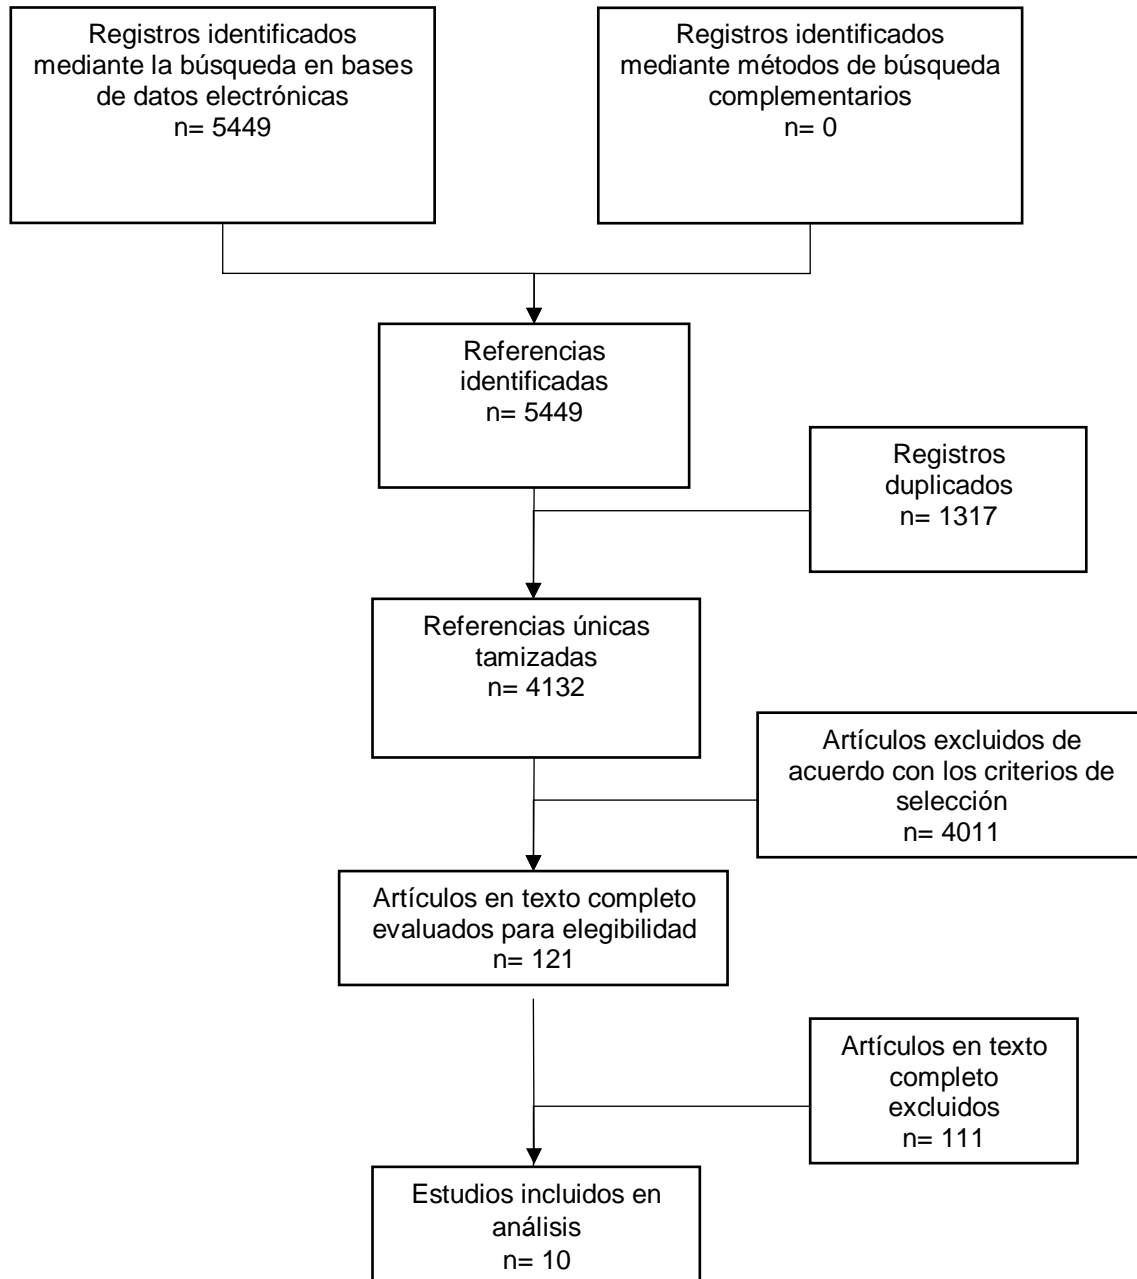 Registros identificados
mediante la búsqueda en bases
de datos electrónicas
n= 5449
Registros identificados
mediante métodos de búsqueda
complementarios
n= 0
Referencias
identificadas
n= 5449
Registros
duplicados
n= 1317
Referencias únicas
tamizadas
n= 4132
Artículos excluidos de
acuerdo con los criterios de
selección
n= 4011
Artículos en texto completo
evaluados para elegibilidad
n= 121
Artículos en texto
completo
excluidos
n= 111
Estudios incluidos en
análisis
n= 10